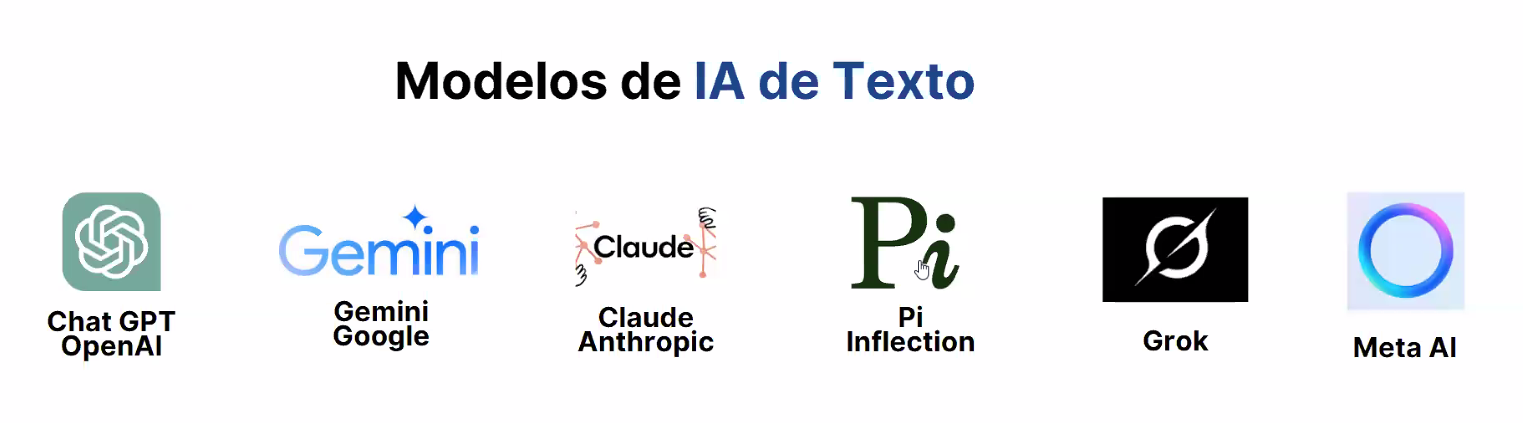 Modelos de IA de Texto
Gemini
Claude
Pi
Chat GPT
OpenAI
Gemini
Google
Claude
Anthropic
Pi
Inflection
Grok
Meta AI